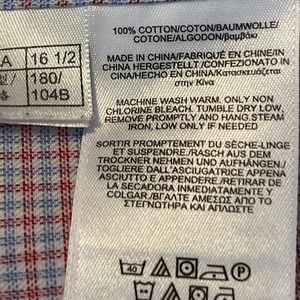 A 16 1/2
180/
104B
100% COTTON/COTON/BAUMWOLLE/
COTONE/ALGODON/βαμβάκι
MADE IN CHINA/FABRIQUÉ EN CHINE/IN
CHINA HERGESTELLT/CONFEZIONATO IN
CINA/HECHO EN CHINA/Κατασκευάζεται
στην Κίνα
MACHINE WASH WARM. ONLY NON
CHLORINE BLEACH. TUMBLE DRY LOW,
REMOVE PROMPTLY AND HANG.STEAM
IRON, LOW ONLY IF NEEDED
SORTIR PROMPTEMENT DU SÈCHE-LINGE
ET SUSPENDRE./RASCH AUS DEM
TROCKNER NEHMEN UND AUFHÄNGEN/
TOGLIERE DALL'ASCIUGATRICE APPENA
ASCIUTTO E APPENDERE./RETIRAR DE
LA SECADORA INMEDIATAMENTE Y
COLGAR./ΒΓΑΛΤΕ ΑΜΕΣΩΣ ΑΠΟ ΤΟ
ΣΤΕΓΝΩΤΗΡΙΟ ΚΑΙ ΑΠΛΩΣΤΕ
40 P